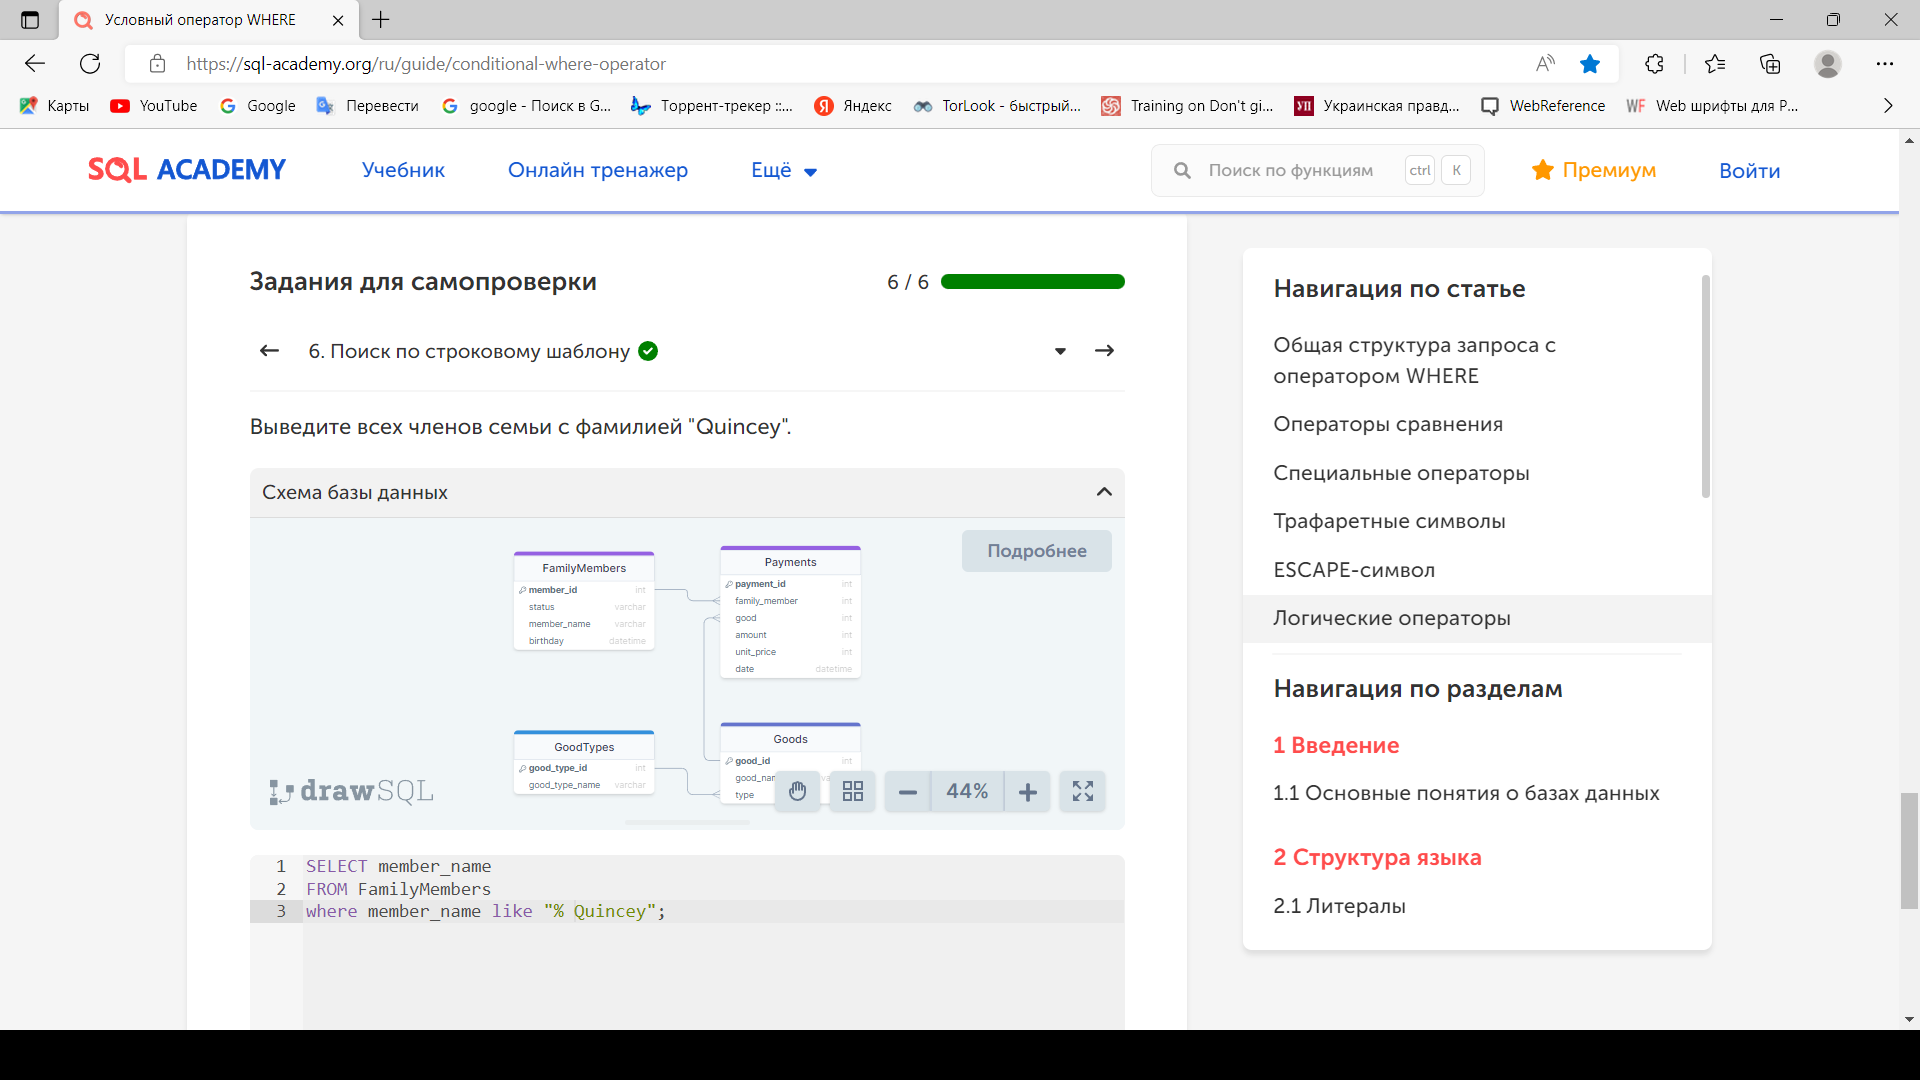 Условный оператор WHERE
https://sql-academy.org/ru/guide/conditional-where-operator
Карты
YouTube
Google
Перевести
google - Поиск в G...
Торрент-трекер ::...
Яндекс
TorLook - быстрый...
Training on Don't gi...
Украинская правд...
WebReference
Web шрифты для P...
SQL ACADEMY
Учебник
Онлайн тренажер
Ещё
Поиск по функциям
ctrl
K
Премиум
Войти
Задания для самопроверки
6 / 6
6. Поиск по строковому шаблону
Выведите всех членов семьи с фамилией "Quincey".
Схема базы данных
Подробнее
FamilyMembers
member_id int
status varchar
member_name varchar
birthday datetime
Payments
payment_id int
family_member int
good int
amount int
unit_price int
date datetime
GoodTypes
good_type_id int
good_type_name varchar
Goods
good_id int
good_nam va
type
drawSQL
44%
1 SELECT member_name
2 FROM FamilyMembers
3 where member_name like "% Quincey";
Навигация по статье
Общая структура запроса с
оператором WHERE
Операторы сравнения
Специальные операторы
Трафаретные символы
ESCAPE-символ
Логические операторы
Навигация по разделам
1 Введение
1.1 Основные понятия о базах данных
2 Структура языка
2.1 Литералы